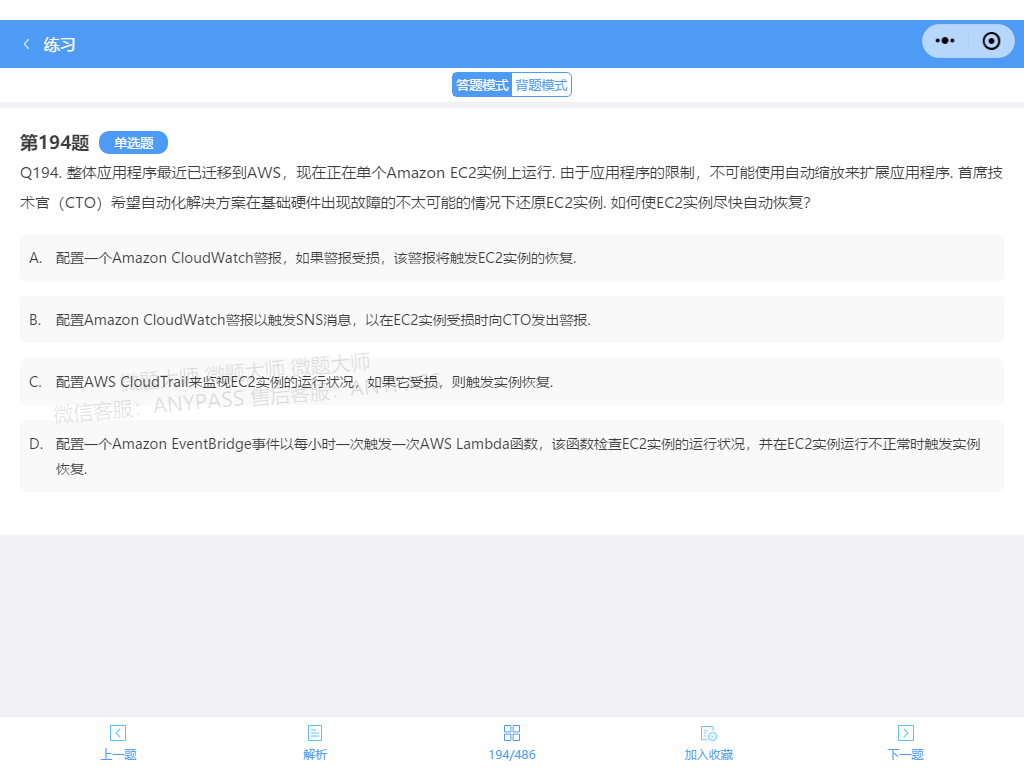 练习
答题模式 背题模式
第194题 单选题
Q194. 整体应用程序最近已迁移到AWS，现在正在单个Amazon EC2实例上运行. 由于应用程序的限制，不可能使用自动缩放来扩展应用程序. 首席技
术官（CTO）希望自动化解决方案在基础硬件出现故障的不太可能的情况下还原EC2实例. 如何使EC2实例尽快自动恢复？
A. 配置一个Amazon CloudWatch警报，如果警报受损，该警报将触发EC2实例的恢复.
B. 配置Amazon CloudWatch警报以触发SNS消息，以在EC2实例受损时向CTO发出警报.
微题大师 微题大师 微题大师
C. 配置AWS CloudTrail来监视EC2实例的运行状况，如果它受损，则触发实例恢复.
微信客服：ANYPASS 售后客服：ANYPASS
D. 配置一个Amazon EventBridge事件以每小时一次触发一次AWS Lambda函数，该函数检查EC2实例的运行状况，并在EC2实例运行不正常时触发实例
恢复.
上一题 解析 194/486 加入收藏 下一题